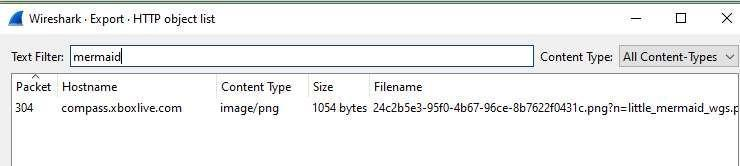 Wireshark · Export · HTTP object list
Text Filter: mermaid Content Type: All Content-Types
Packet Hostname Content Type Size Filename
304 compass.xboxlive.com image/png 1054 bytes 24c2b5e3-95f0-4b67-96ce-8b7622f0431c.png?n=little_mermaid_wgs.p